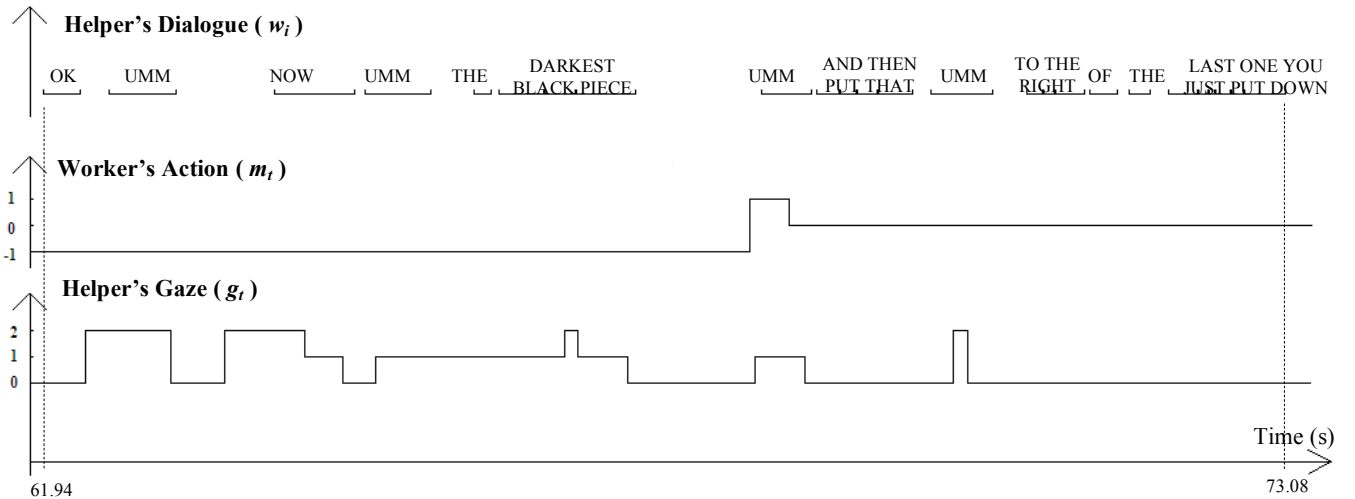 Helper's Dialogue ( wi )
OK UMM NOW UMM THE DARKEST UMM AND THEN UMM TO THE OF THE LAST ONE YOU
BLACK PIECE PUT THAT RIGHT JUST PUT DOWN
Worker's Action ( mt )
1
0
-1
Helper's Gaze ( gt )
2
1
0
Time (s)
61.94 73.08